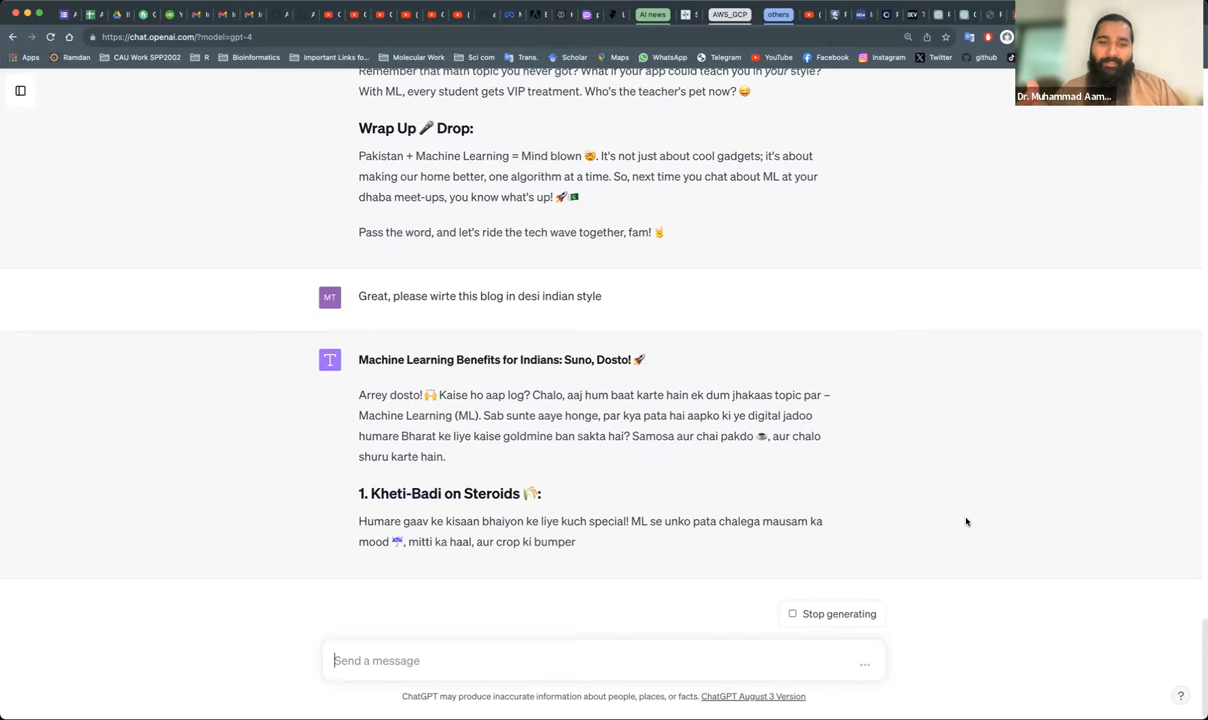 AI news
AWS_GCP
others
DEV
https://chat.openai.com/?model=gpt-4
Apps
Ramdan
CAU Work SPP2002
R
Bioinformatics
Important Links fo...
Molecular Work
Sci com
Trans.
Scholar
Maps
WhatsApp
Telegram
YouTube
Facebook
Instagram
Twitter
github
Dr. Muhammad Aam...
Remember that math topic you never got? What if your app could teach you in your style?
With ML, every student gets VIP treatment. Who's the teacher's pet now? 😜
Wrap Up 🎤 Drop:
Pakistan + Machine Learning = Mind blown 🤯. It's not just about cool gadgets; it's about
making our home better, one algorithm at a time. So, next time you chat about ML at your
dhaba meet-ups, you know what's up! 🚀🇵🇰
Pass the word, and let's ride the tech wave together, fam! 🤘
MT
Great, please wirte this blog in desi indian style
Machine Learning Benefits for Indians: Suno, Dosto! 🚀
Arrey dosto! 🙌 Kaise ho aap log? Chalo, aaj hum baat karte hain ek dum jhakaas topic par –
Machine Learning (ML). Sab sunte aaye honge, par kya pata hai aapko ki ye digital jadoo
humare Bharat ke liye kaise goldmine ban sakta hai? Samosa aur chai pakdo ☕, aur chalo
shuru karte hain.
1. Kheti-Badi on Steroids 🌾:
Humare gaav ke kisaan bhaiyon ke liye kuch special! ML se unko pata chalega mausam ka
mood ☔, mitti ka haal, aur crop ki bumper
Stop generating
Send a message
...
ChatGPT may produce inaccurate information about people, places, or facts. ChatGPT August 3 Version
?